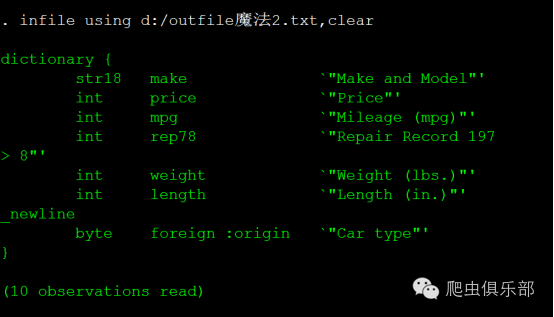 . infile using d:/outfile魔法2.txt,clear
dictionary {
str18 make `"Make and Model"'
int price `"Price"'
int mpg `"Mileage (mpg)"'
int rep78 `"Repair Record 197
> 8"'
int weight `"Weight (lbs.)"'
int length `"Length (in.)"'
_newline
byte foreign :origin `"Car type"'
}
(10 observations read)
爬虫俱乐部